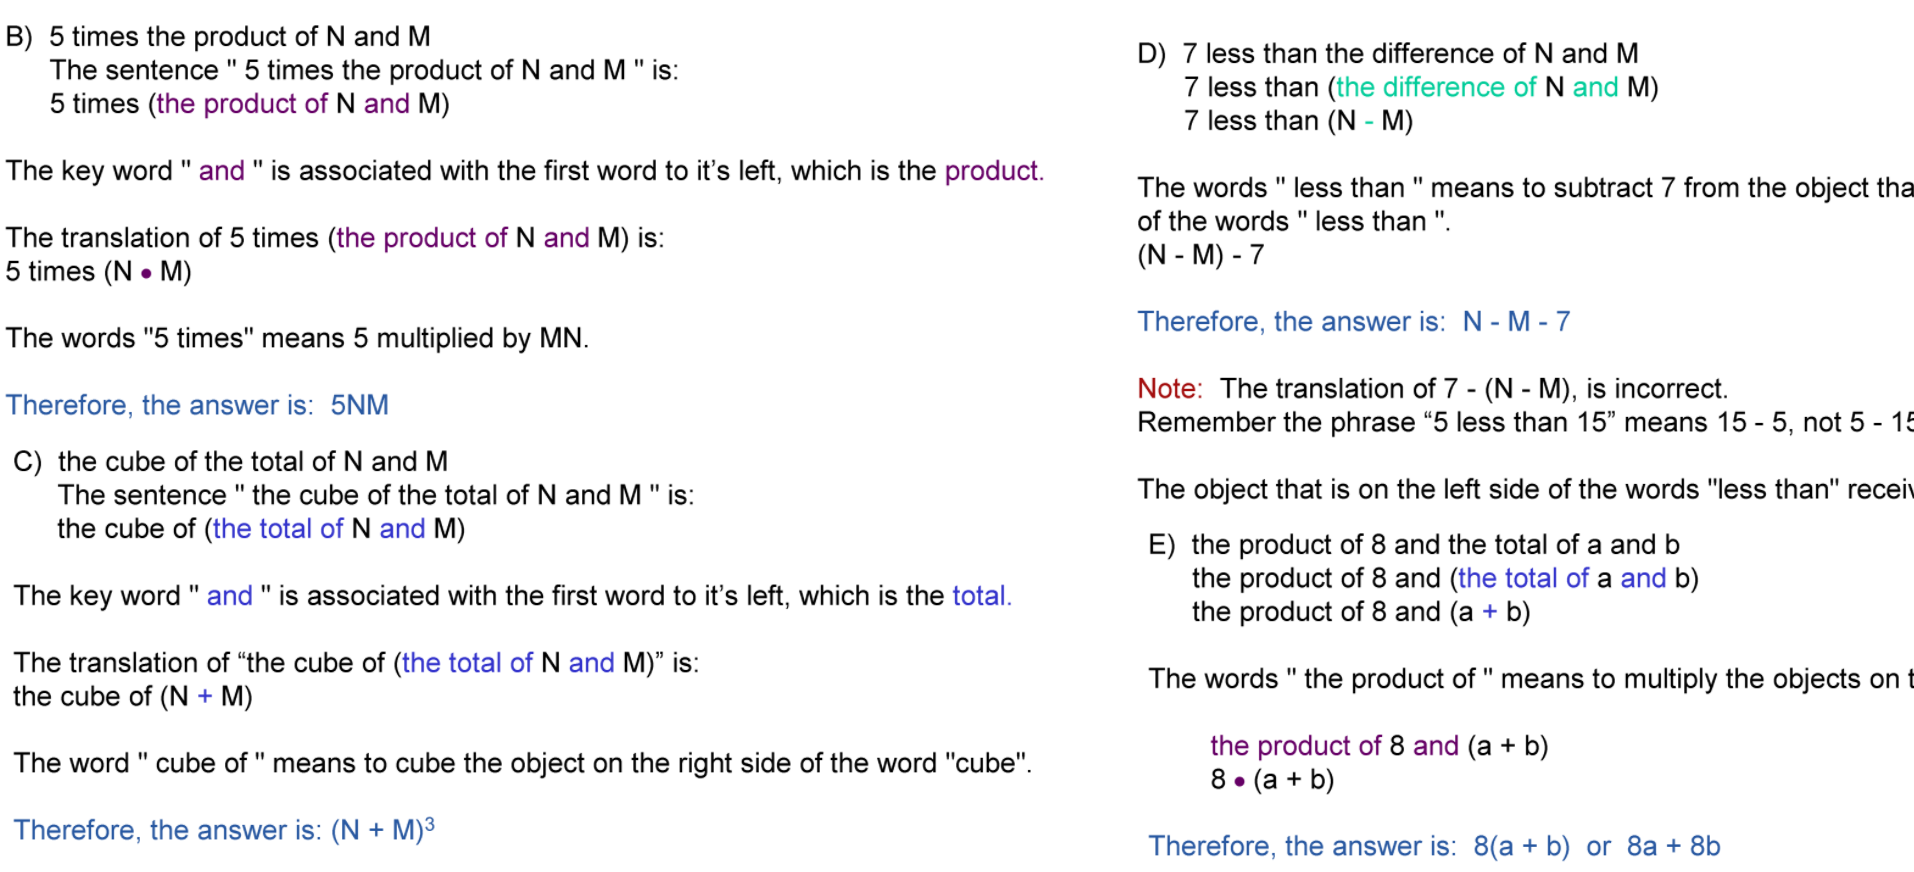 B) 5 times the product of N and M
The sentence " 5 times the product of N and M " is:
5 times (the product of N and M)
The key word " and " is associated with the first word to it’s left, which is the product.
The translation of 5 times (the product of N and M) is:
5 times (N • M)
The words "5 times" means 5 multiplied by MN.
Therefore, the answer is: 5NM
C) the cube of the total of N and M
The sentence " the cube of the total of N and M " is:
the cube of (the total of N and M)
The key word " and " is associated with the first word to it’s left, which is the total.
The translation of “the cube of (the total of N and M)” is:
the cube of (N + M)
The word " cube of " means to cube the object on the right side of the word "cube".
Therefore, the answer is: (N + M)³
D) 7 less than the difference of N and M
7 less than (the difference of N and M)
7 less than (N - M)
The words " less than " means to subtract 7 from the object
of the words " less than ".
(N - M) - 7
Therefore, the answer is: N - M - 7
Note: The translation of 7 - (N - M), is incorrect.
Remember the phrase “5 less than 15” means 15 - 5, not 5 - 15
The object that is on the left side of the words "less than"
E) the product of 8 and the total of a and b
the product of 8 and (the total of a and b)
the product of 8 and (a + b)
The words " the product of " means to multiply the objects on
the product of 8 and (a + b)
8 • (a + b)
Therefore, the answer is: 8(a + b) or 8a + 8b